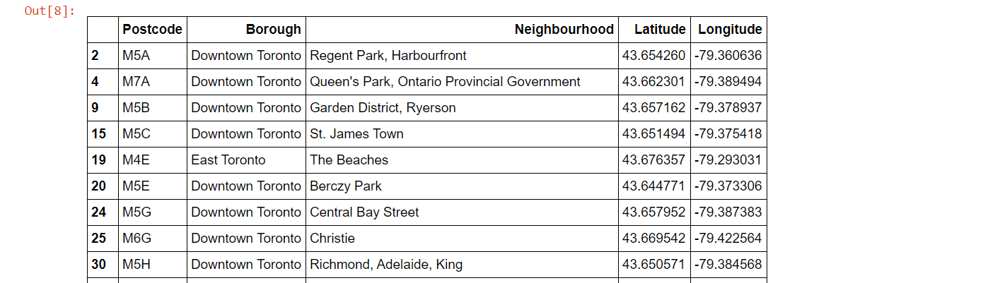 Out[8]:
Postcode Borough Neighbourhood Latitude Longitude
2 M5A Downtown Toronto Regent Park, Harbourfront 43.654260 -79.360636
4 M7A Downtown Toronto Queen's Park, Ontario Provincial Government 43.662301 -79.389494
9 M5B Downtown Toronto Garden District, Ryerson 43.657162 -79.378937
15 M5C Downtown Toronto St. James Town 43.651494 -79.375418
19 M4E East Toronto The Beaches 43.676357 -79.293031
20 M5E Downtown Toronto Berczy Park 43.644771 -79.373306
24 M5G Downtown Toronto Central Bay Street 43.657952 -79.387383
25 M6G Downtown Toronto Christie 43.669542 -79.422564
30 M5H Downtown Toronto Richmond, Adelaide, King 43.650571 -79.384568